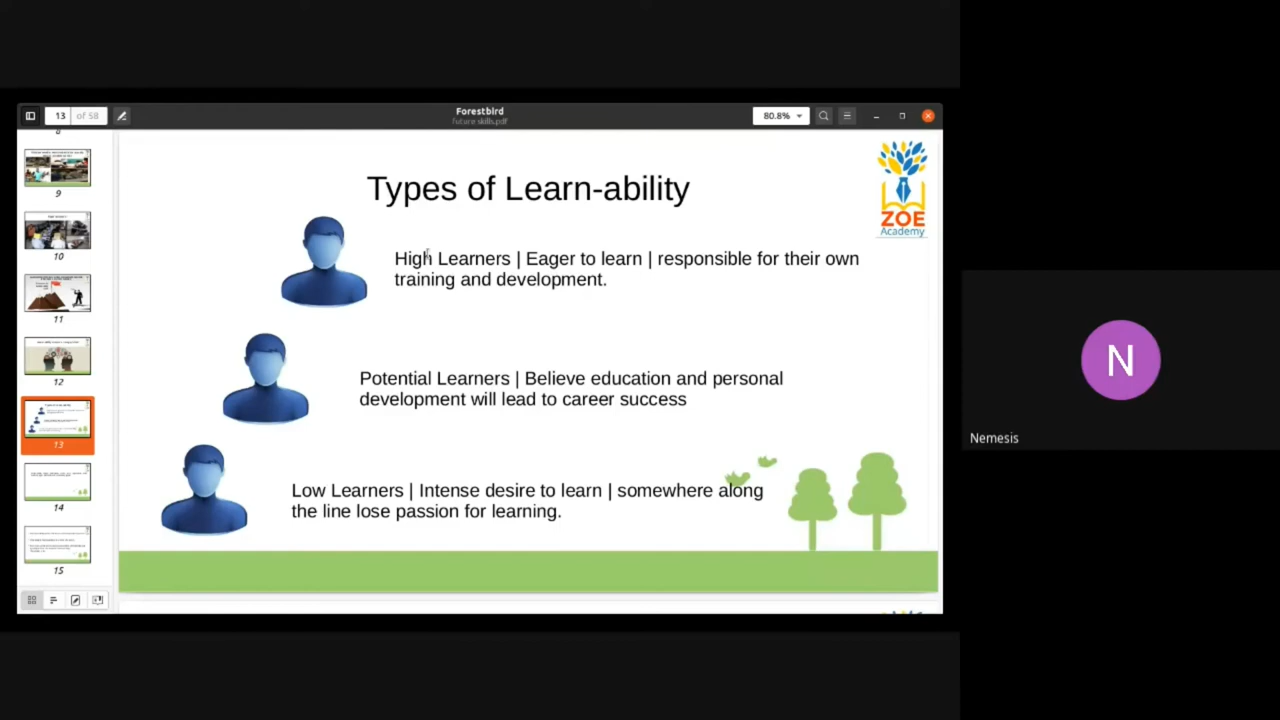 13 of 58
Forestbird
future skills.pdf
80.8%
8
9
10
11
12
13
14
15
Types of Learn-ability
ZOE
Academy
High Learners | Eager to learn | responsible for their own
training and development.
Potential Learners | Believe education and personal
development will lead to career success
Low Learners | Intense desire to learn | somewhere along
the line lose passion for learning.
N
Nemesis